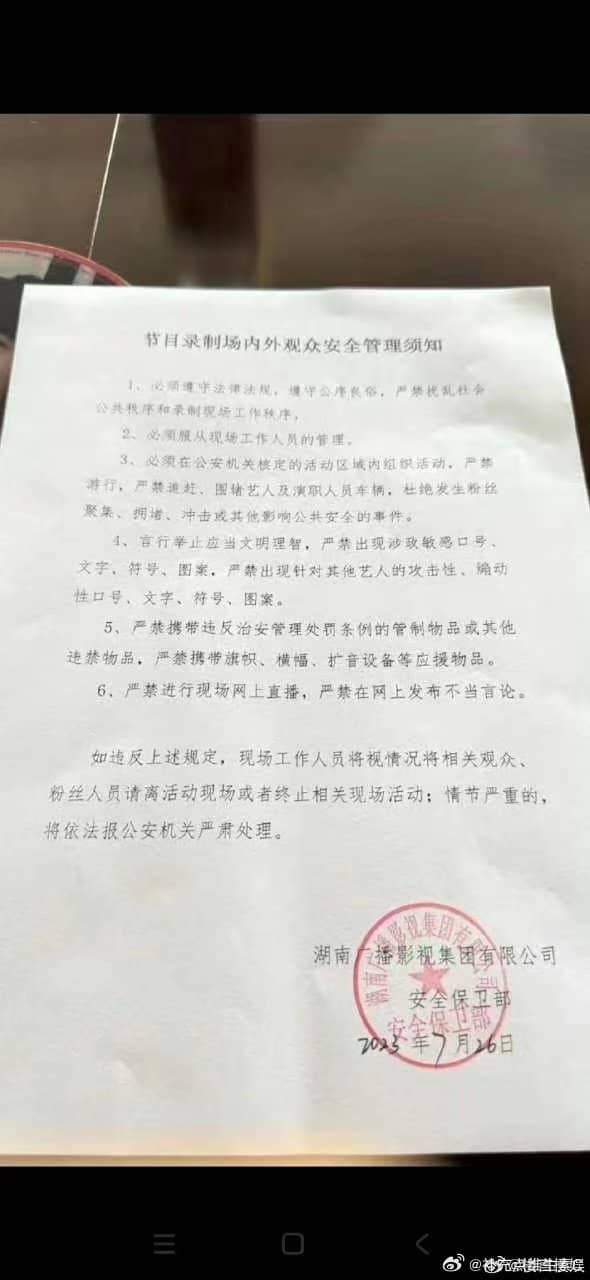 节目录制场内外观众安全管理须知
1、必须遵守法律法规，遵守公序良俗，严禁扰乱社会
公共秩序和录制现场工作秩序，
2、必须服从现场工作人员的管理。
3、必须在公安机关核定的活动区域内组织活动，严禁
游行，严禁追赶、围堵艺人及演职人员车辆，杜绝发生粉丝
聚集、拥堵、冲击或其他影响公共安全的事件。
4、言行举止应当文明理智，严禁出现涉政敏感口号、
文字、符号、图案，严禁出现针对其他艺人的攻击性、煽动
性口号、文字、符号、图案。
5、严禁携带违反治安管理处罚条例的管制物品或其他
违禁物品，严禁携带旗帜、横幅、扩音设备等应援物品。
6、严禁进行现场网上直播，严禁在网上发布不当言论。
如违反上述规定，现场工作人员将视情况将相关观众、
粉丝人员请离活动现场或者终止相关现场活动；情节严重的，
将依法报公安机关严肃处理。
湖南广播影视集团有限公司
安全保卫部
2023年7月26日
湖南广播影视集团有限公司
安全保卫部